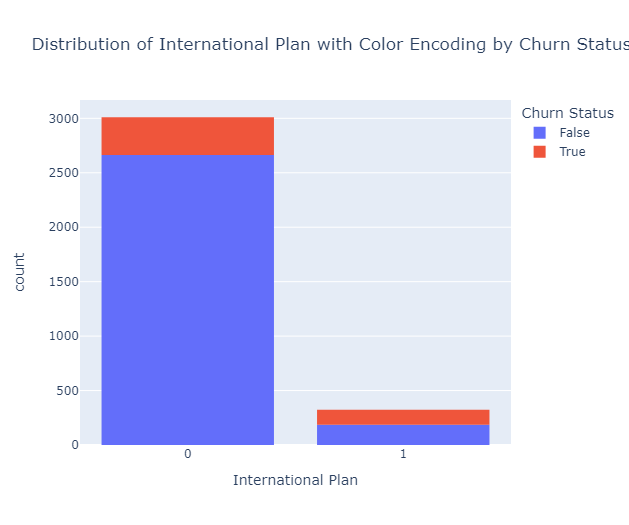 Distribution of International Plan with Color Encoding by Churn Status
Churn Status
False
True
3000
2500
2000
1500
1000
500
0
count
0
1
International Plan